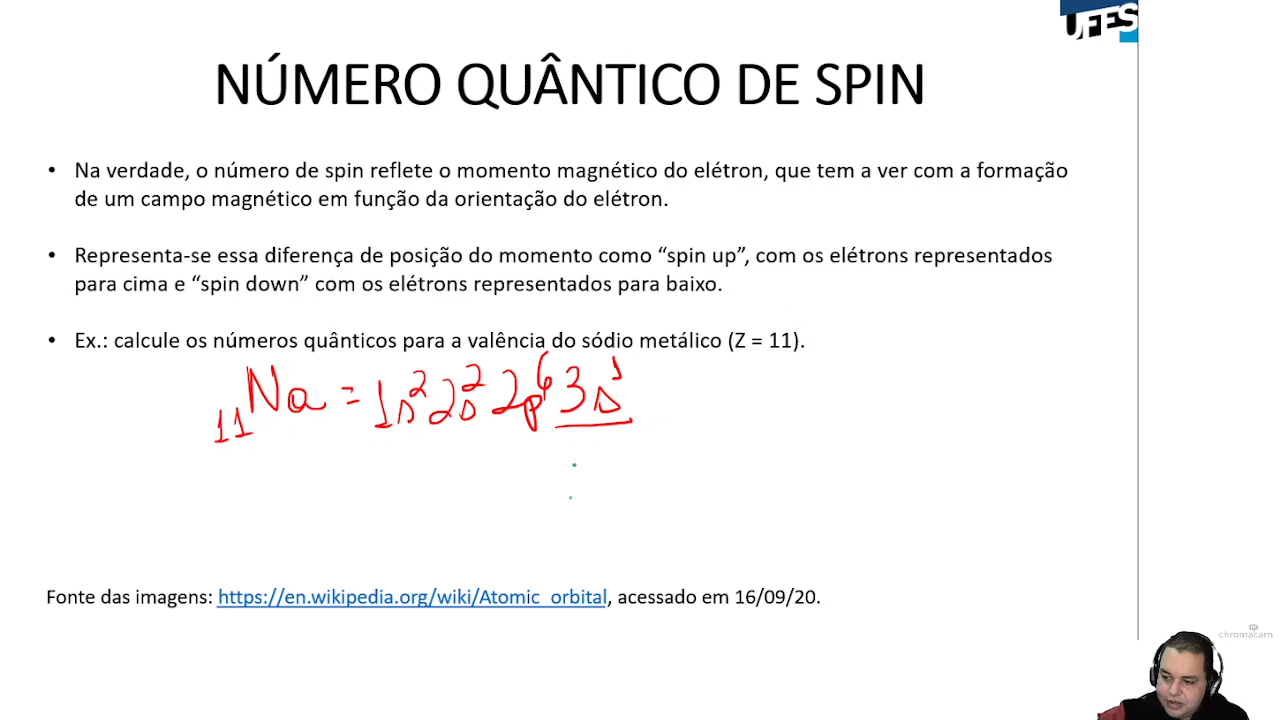 UFES
NÚMERO QUÂNTICO DE SPIN
• Na verdade, o número de spin reflete o momento magnético do elétron, que tem a ver com a formação
de um campo magnético em função da orientação do elétron.
• Representa-se essa diferença de posição do momento como “spin up”, com os elétrons representados
para cima e “spin down” com os elétrons representados para baixo.
• Ex.: calcule os números quânticos para a valência do sódio metálico (Z = 11).
₁₁Na = 1s² 2s² 2p⁶ 3s¹
Fonte das imagens: https://en.wikipedia.org/wiki/Atomic_orbital, acessado em 16/09/20.
chromacam